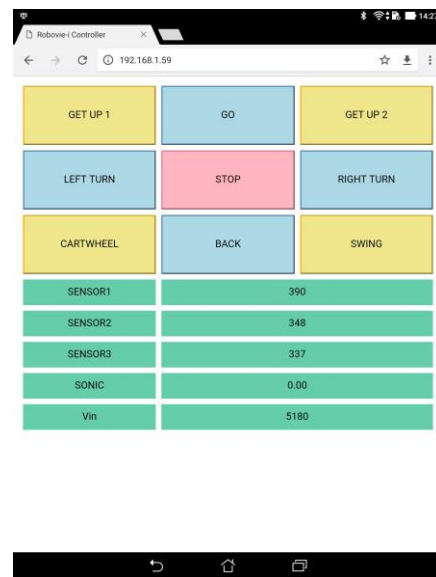 14:27
Robovie-i Controller
192.168.1.59
GET UP 1 GO GET UP 2
LEFT TURN STOP RIGHT TURN
CARTWHEEL BACK SWING
SENSOR1 390
SENSOR2 348
SENSOR3 337
SONIC 0.00
Vin 5180